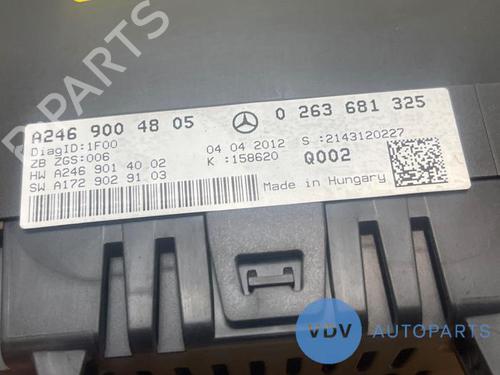 A246 900 48 05
0 263 681 325
DiagID:1F00
04 04 2012
S :2143120227
ZB ZGS:006
K :158620
Q002
HW A246 901 40 02
SW A172 902 91 03
Made in Hungary
PARTS
VDV AUTOPARTS